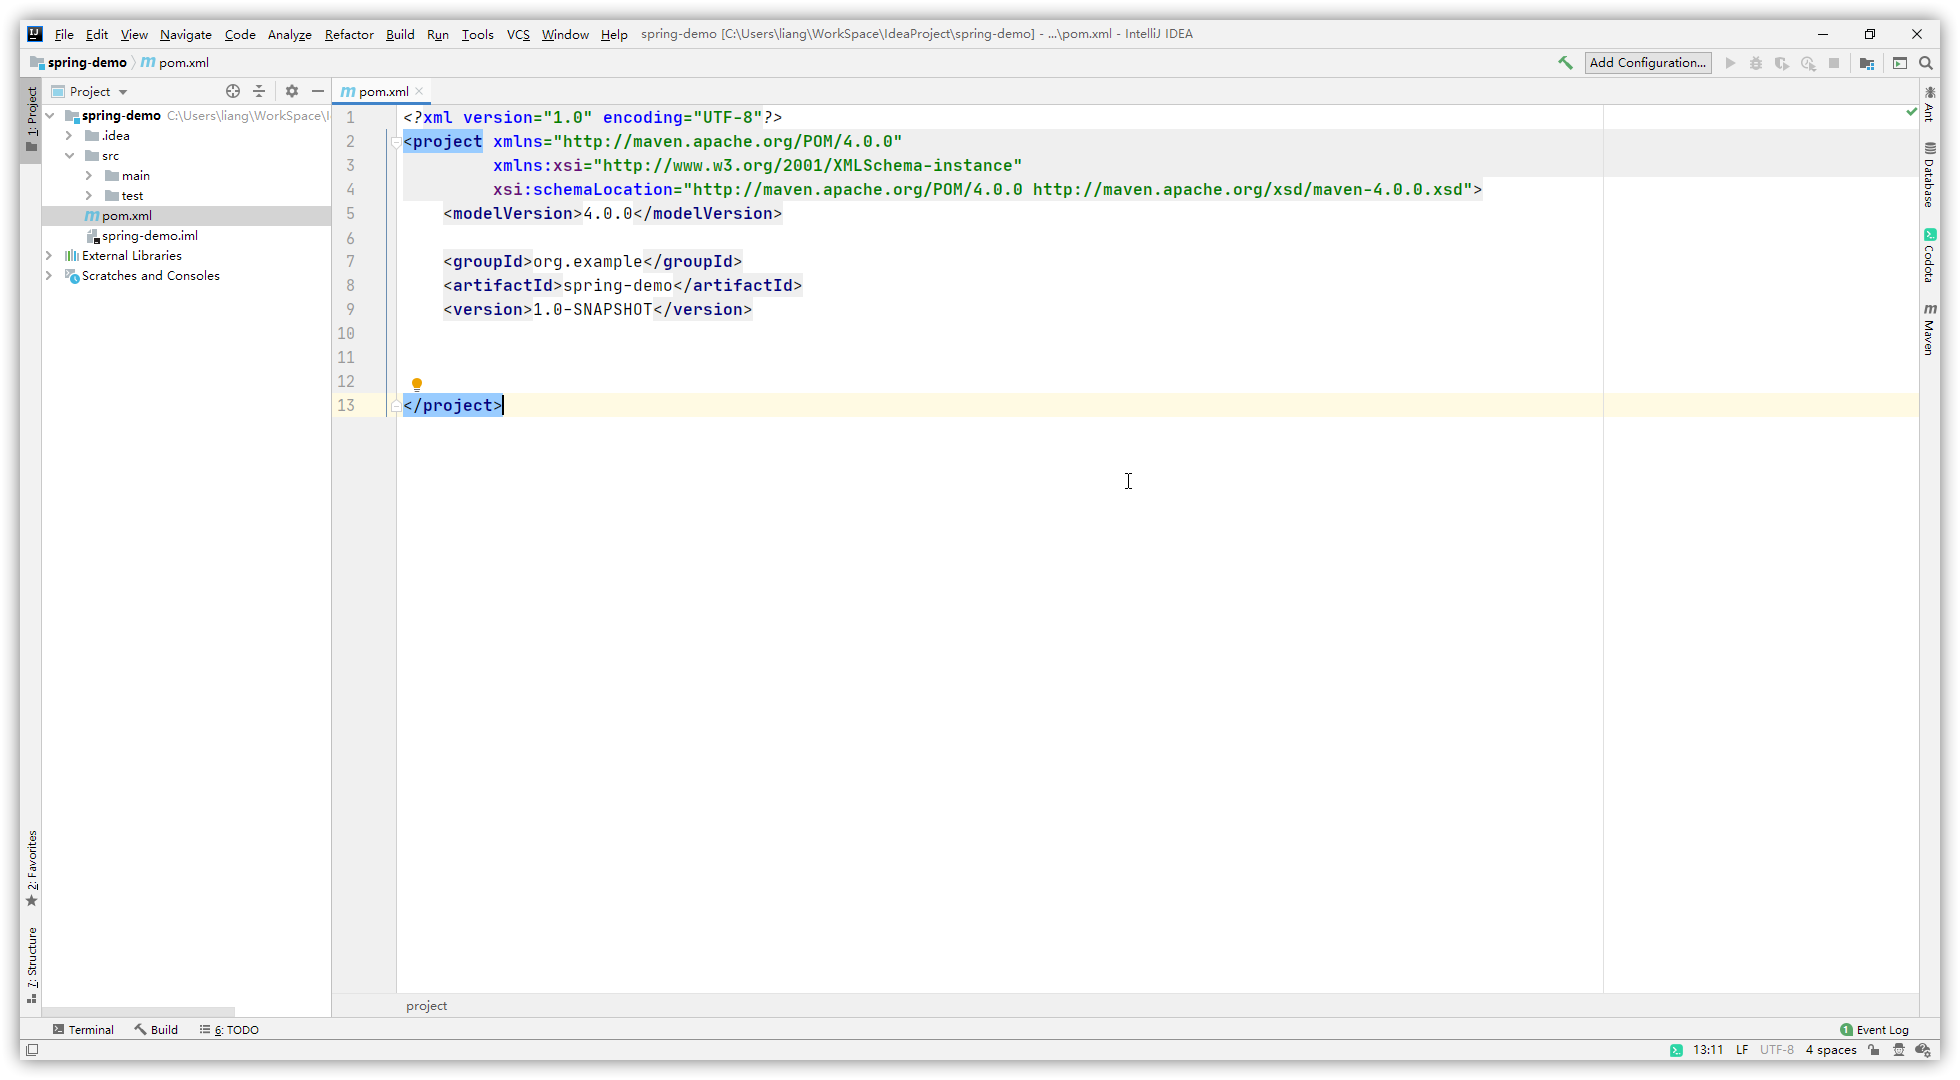 File Edit View Navigate Code Analyze Refactor Build Run Tools VCS Window Help spring-demo [C:\Users\liang\WorkSpace\IdeaProject\spring-demo] - ...\pom.xml - IntelliJ IDEA
spring-demo m pom.xml Add Configuration...
1: Project
Project
spring-demo C:\Users\liang\WorkSpace\I
.idea
src
main
test
m pom.xml
spring-demo.iml
External Libraries
Scratches and Consoles
m pom.xml
1 <?xml version="1.0" encoding="UTF-8"?>
2 <project xmlns="http://maven.apache.org/POM/4.0.0"
3 xmlns:xsi="http://www.w3.org/2001/XMLSchema-instance"
4 xsi:schemaLocation="http://maven.apache.org/POM/4.0.0 http://maven.apache.org/xsd/maven-4.0.0.xsd">
5 <modelVersion>4.0.0</modelVersion>
6
7 <groupId>org.example</groupId>
8 <artifactId>spring-demo</artifactId>
9 <version>1.0-SNAPSHOT</version>
10
11
12
13 </project>
Ant
Database
Codota
m Maven
2: Favorites
7: Structure
project
Terminal Build 6: TODO 1 Event Log
13:11 LF UTF-8 4 spaces